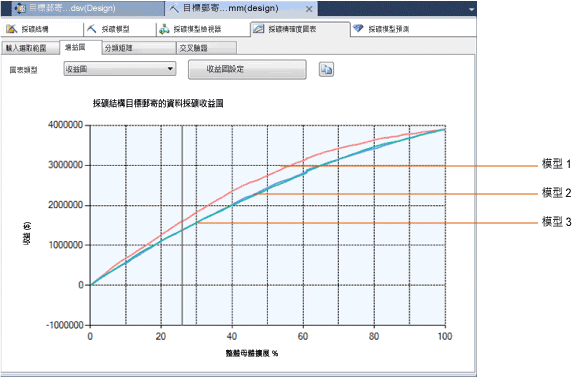 目標郵寄...dsv(Design)
目標郵寄...mm(design)
採礦結構
採礦模型
採礦模型檢視器
採礦精確度圖表
採礦模型預測
輸入選取範圍
增益圖
分類矩陣
交叉驗證
圖表類型
收益圖
收益圖設定
採礦結構目標郵寄的資料採礦收益圖
4000000
3000000
2000000
1000000
0
-1000000
收益 ($)
0
20
40
60
80
100
整體母體擴展 %
模型 1
模型 2
模型 3